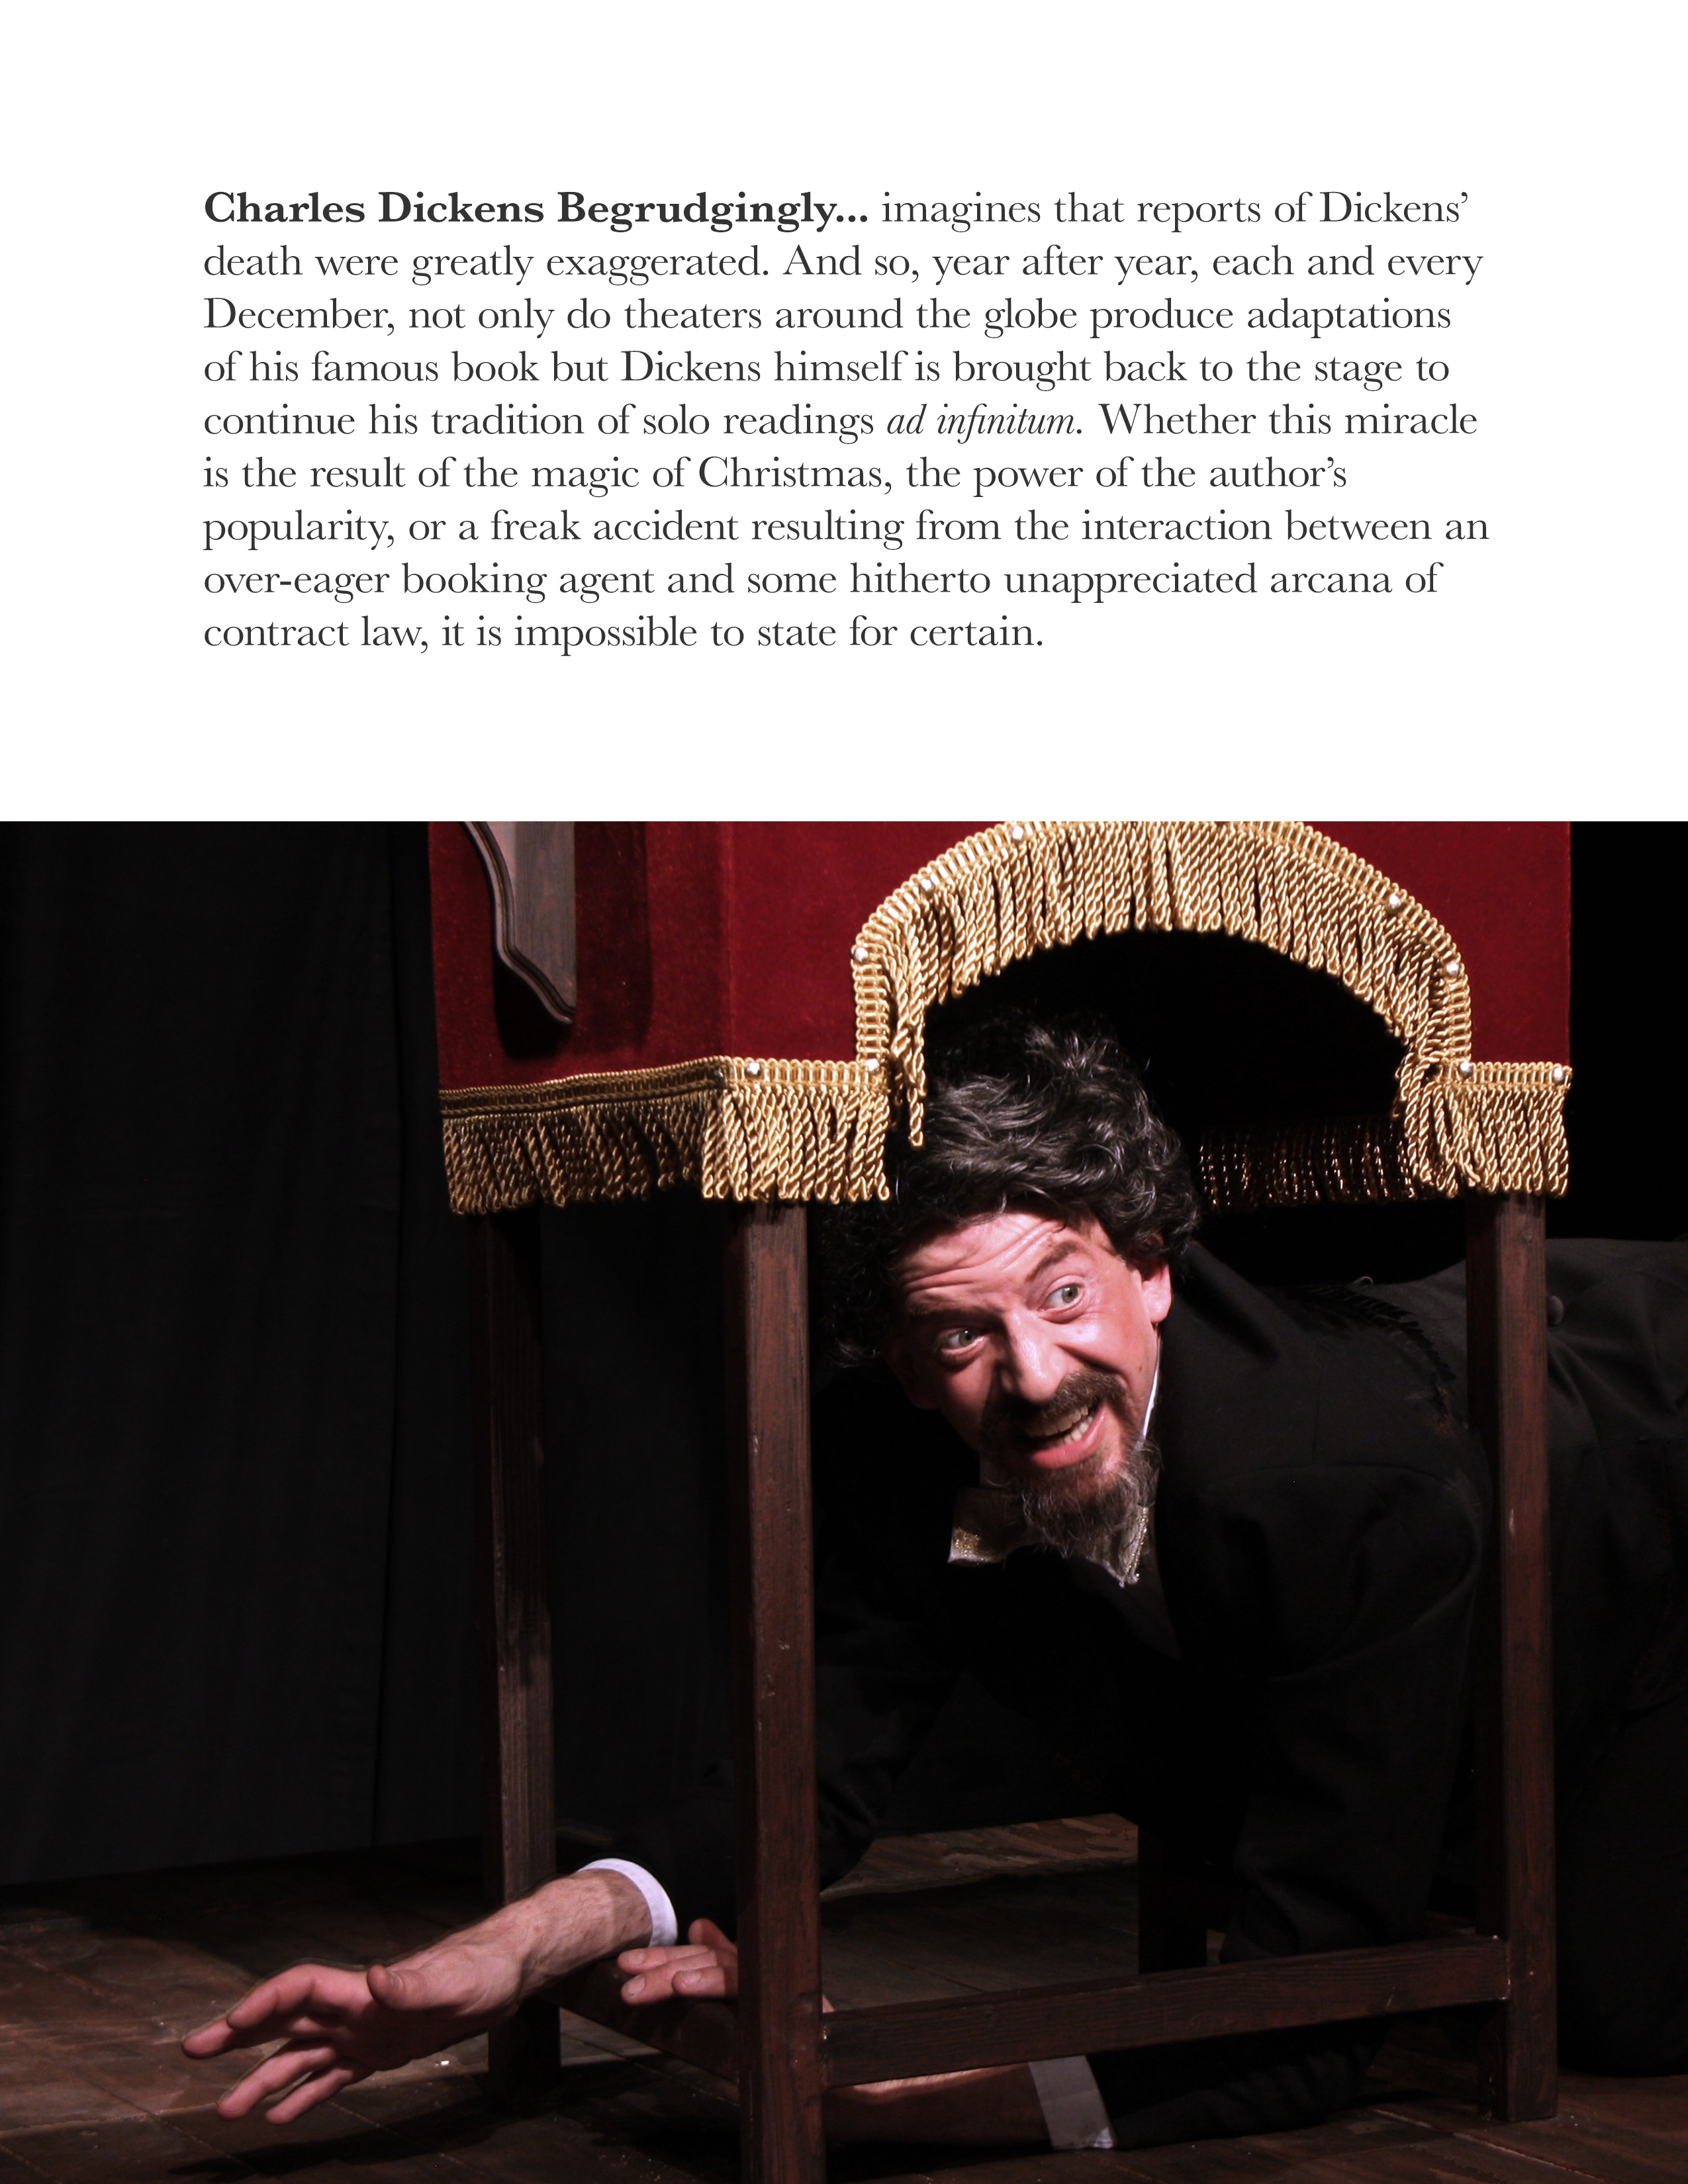 Charles Dickens Begrudgingly... imagines that reports of Dickens’
death were greatly exaggerated. And so, year after year, each and every
December, not only do theaters around the globe produce adaptations
of his famous book but Dickens himself is brought back to the stage to
continue his tradition of solo readings ad infinitum. Whether this miracle
is the result of the magic of Christmas, the power of the author’s
popularity, or a freak accident resulting from the interaction between an
over-eager booking agent and some hitherto unappreciated arcana of
contract law, it is impossible to state for certain.